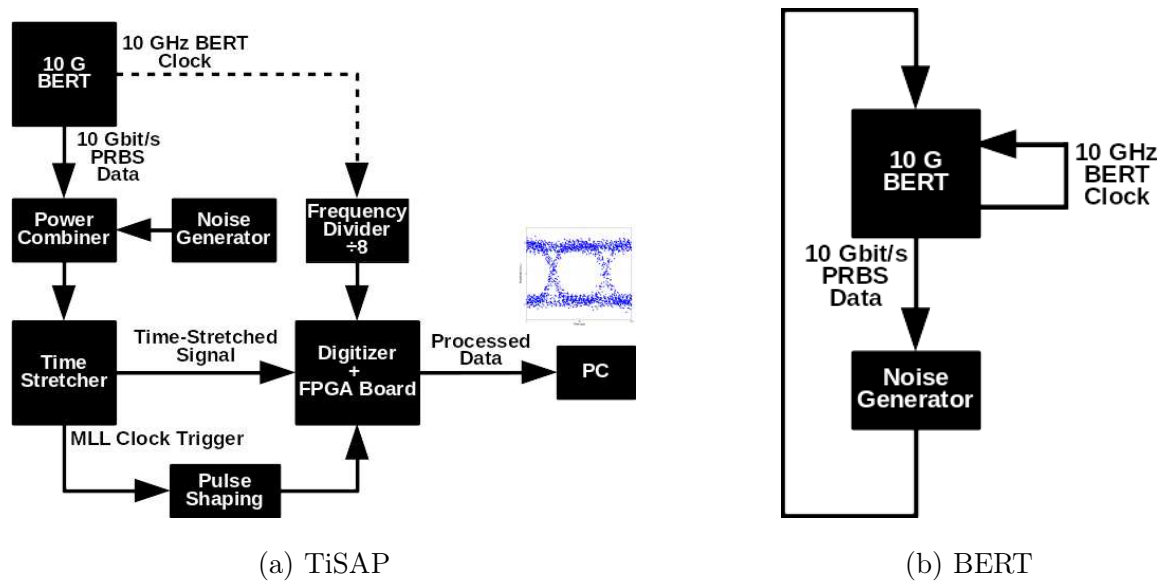 10 G
BERT
10 GHz BERT
Clock
10 Gbit/s
PRBS
Data
Power
Combiner
Noise
Generator
Frequency
Divider
÷8
Time
Stretcher
Time-Stretched
Signal
Digitizer
+
FPGA Board
Processed
Data
PC
MLL Clock Trigger
Pulse
Shaping
(a) TiSAP
10 G
BERT
10 GHz
BERT
Clock
10 Gbit/s
PRBS
Data
Noise
Generator
(b) BERT